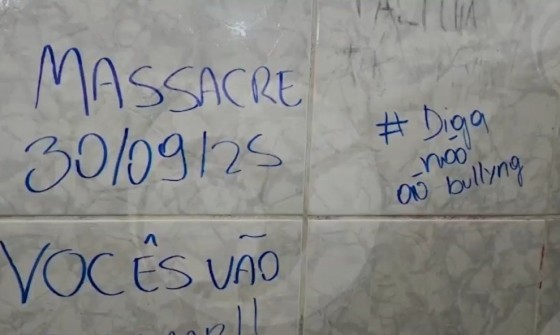 MASSACRE
30/09/25
# Diga
não
ao bullyng
VOCÊS VÃO